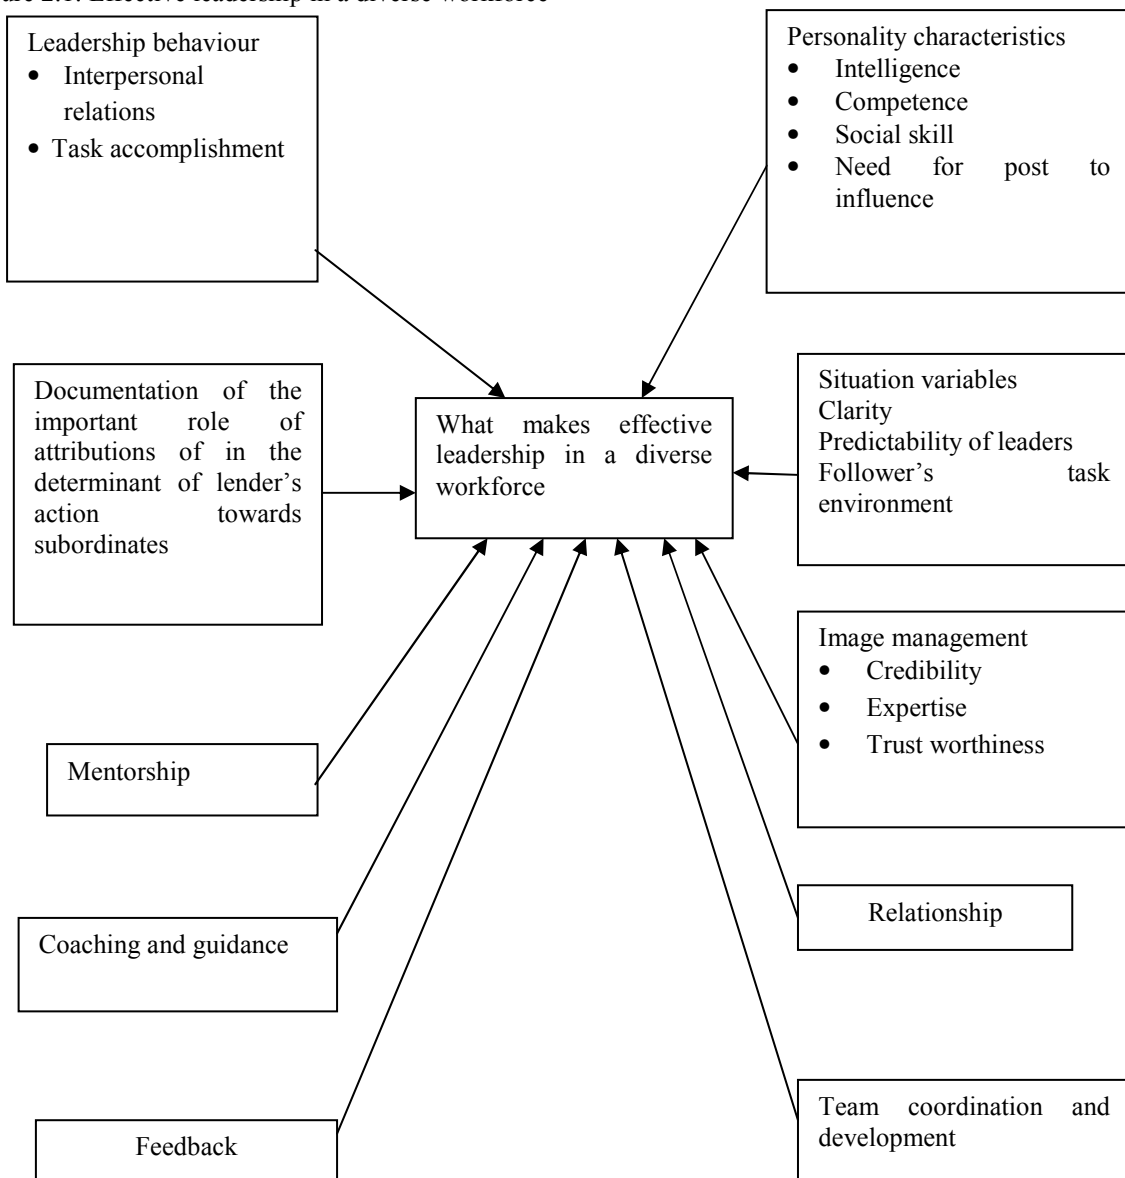 Leadership behaviour
• Interpersonal
relations
• Task accomplishment
Personality characteristics
• Intelligence
• Competence
• Social skill
• Need for post to
influence
Documentation of the
important role of
attributions of in the
determinant of lender’s
action towards
subordinates
What makes effective
leadership in a diverse
workforce
Situation variables
Clarity
Predictability of leaders
Follower’s task
environment
Image management
• Credibility
• Expertise
• Trust worthiness
Mentorship
Relationship
Coaching and guidance
Team coordination and
development
Feedback